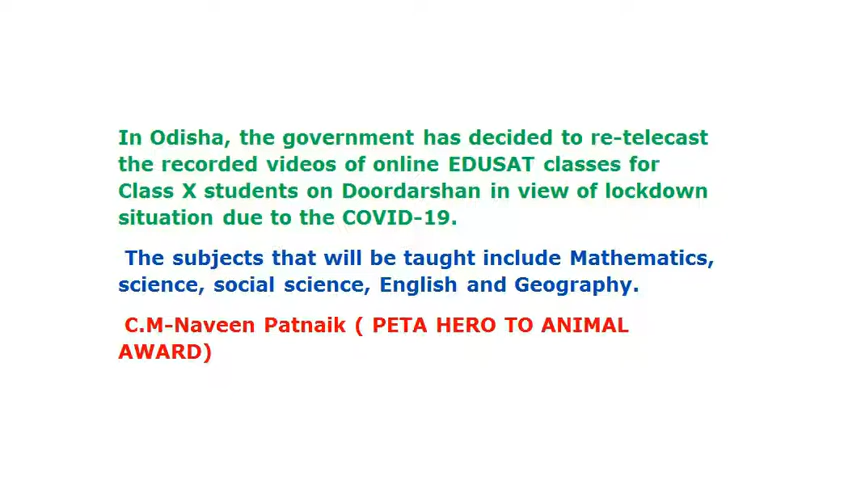 In Odisha, the government has decided to re-telecast
the recorded videos of online EDUSAT classes for
Class X students on Doordarshan in view of lockdown
situation due to the COVID-19.
The subjects that will be taught include Mathematics,
science, social science, English and Geography.
C.M-Naveen Patnaik ( PETA HERO TO ANIMAL
AWARD)